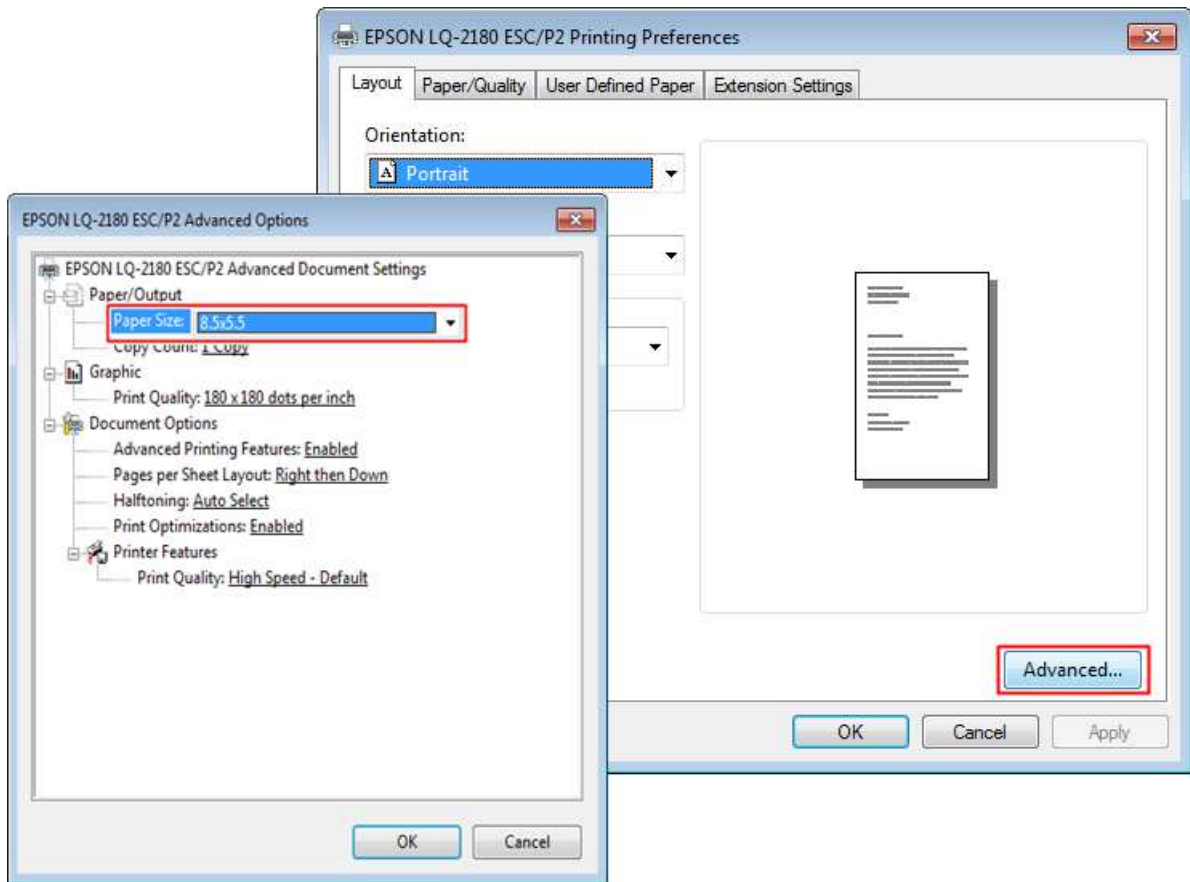 EPSON LQ-2180 ESC/P2 Printing Preferences
Layout
Paper/Quality
User Defined Paper
Extension Settings
Orientation:
Portrait
Advanced...
OK
Cancel
Apply
EPSON LQ-2180 ESC/P2 Advanced Options
EPSON LQ-2180 ESC/P2 Advanced Document Settings
Paper/Output
Paper Size: 8.5x5.5
Copy Count: 1 Copy
Graphic
Print Quality: 180 x 180 dots per inch
Document Options
Advanced Printing Features: Enabled
Pages per Sheet Layout: Right then Down
Halftoning: Auto Select
Print Optimizations: Enabled
Printer Features
Print Quality: High Speed - Default
OK
Cancel